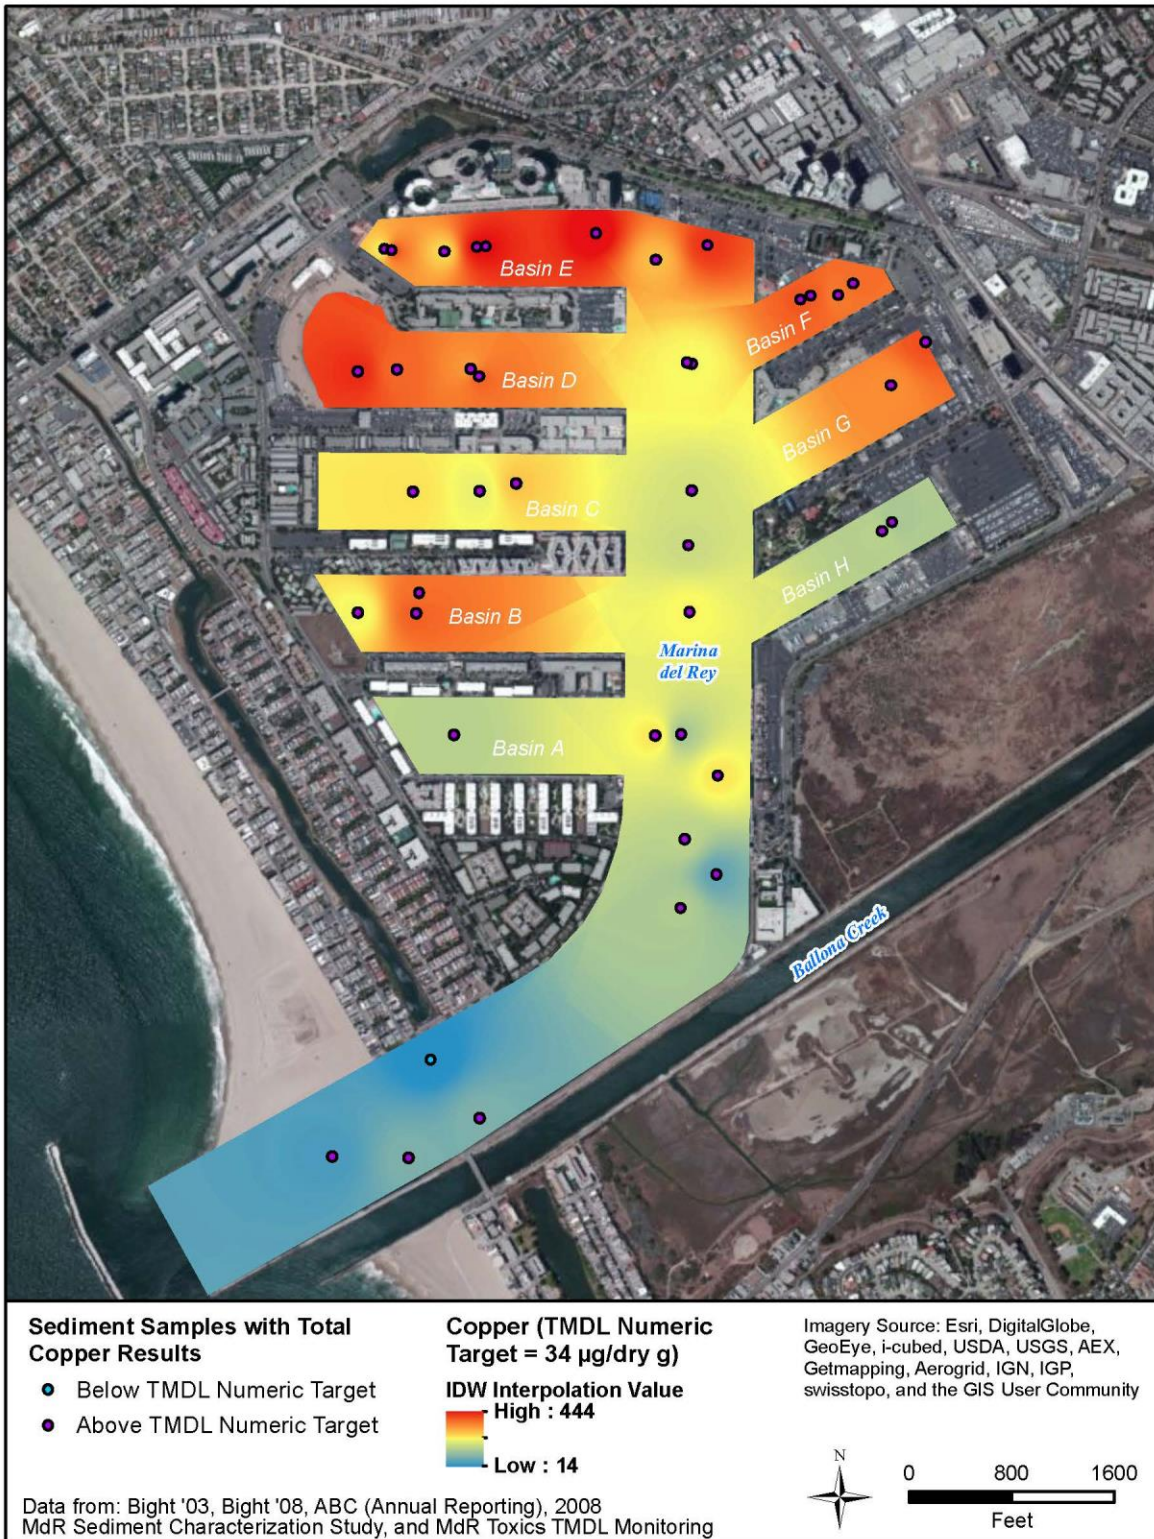 Basin E
Basin F
Basin D
Basin G
Basin C
Basin H
Basin B
Marina
del Rey
Basin A
Ballona Creek
Sediment Samples with Total
Copper Results
Below TMDL Numeric Target
Above TMDL Numeric Target
Copper (TMDL Numeric
Target = 34 µg/dry g)
IDW Interpolation Value
High : 444
Low : 14
Imagery Source: Esri, DigitalGlobe,
GeoEye, i-cubed, USDA, USGS, AEX,
Getmapping, Aerogrid, IGN, IGP,
swisstopo, and the GIS User Community
N
0 800 1600
Feet
Data from: Bight '03, Bight '08, ABC (Annual Reporting), 2008
MdR Sediment Characterization Study, and MdR Toxics TMDL Monitoring